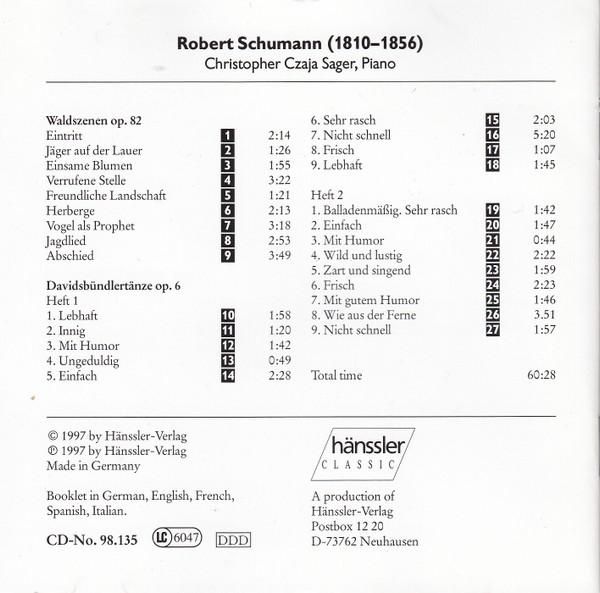 Robert Schumann (1810–1856)
Christopher Czaja Sager, Piano
Waldszenen op. 82
Eintritt 1 2:14
Jäger auf der Lauer 2 1:26
Einsame Blumen 3 1:55
Verrufene Stelle 4 3:22
Freundliche Landschaft 5 1:21
Herberge 6 2:13
Vogel als Prophet 7 3:18
Jagdlied 8 2:53
Abschied 9 3:49
Davidsbündlertänze op. 6
Heft 1
1. Lebhaft 10 1:58
2. Innig 11 1:20
3. Mit Humor 12 1:42
4. Ungeduldig 13 0:49
5. Einfach 14 2:28
6. Sehr rasch 15 2:03
7. Nicht schnell 16 5:20
8. Frisch 17 1:07
9. Lebhaft 18 1:45
Heft 2
1. Balladenmäßig. Sehr rasch 19 1:42
2. Einfach 20 1:47
3. Mit Humor 21 0:44
4. Wild und lustig 22 2:22
5. Zart und singend 23 1:59
6. Frisch 24 2:23
7. Mit gutem Humor 25 1:46
8. Wie aus der Ferne 26 3.51
9. Nicht schnell 27 1:57
Total time 60:28
© 1997 by Hänssler-Verlag
℗ 1997 by Hänssler-Verlag
Made in Germany
Booklet in German, English, French,
Spanish, Italian.
CD-No. 98.135 LC 6047 DDD
hänssler
CLASSIC
A production of
Hänssler-Verlag
Postbox 12 20
D-73762 Neuhausen